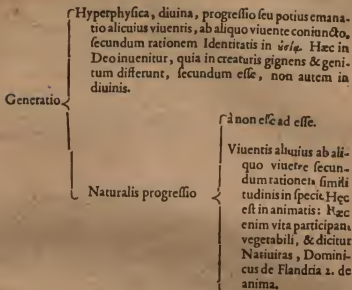 Hyperphysica, diuina, progreſſio ſeu potius emana-
tio alicuius viuentis, ab aliquo viuente coniuncto,
ſecundum rationem Identitatis in Hæc in
Deo inuenitur, quia in creaturis gignens & geni-
tum differunt, ſecundum eſſe, non autem in
diuinis.
Generatio
à non eſſe ad eſſe.
Naturalis progreſſio
Viuentis alicuius ab ali-
quo viuere ſecun-
dum rationem ſimili
tudinis in ſpecie. Hęc
eſt in animatis: Hæc
enim vita participant
vegetabili, & dicitur
Natiuitas, Domini-
cus de Flandria 2. de
anima.